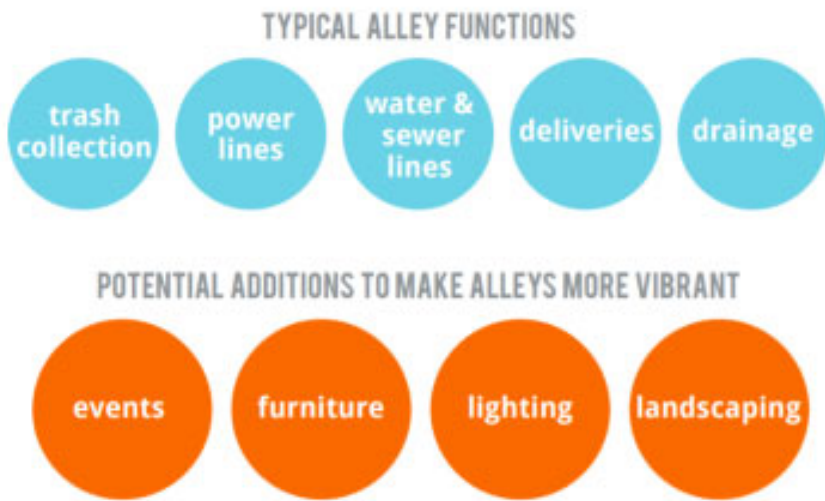 TYPICAL ALLEY FUNCTIONS
trash
collection
power
lines
water &
sewer
lines
deliveries
drainage
POTENTIAL ADDITIONS TO MAKE ALLEYS MORE VIBRANT
events
furniture
lighting
landscaping